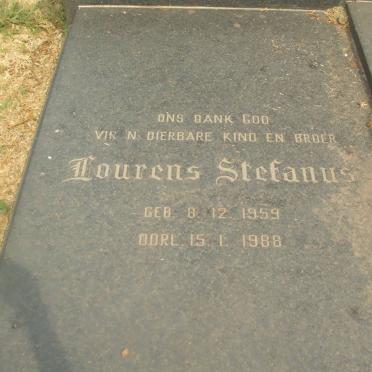 ONS DANK GOD
VIR N DIERBARE KIND EN BROER
Lourens Stefanus
GEB. 8. 12. 1959
OORL. 15. 1. 1988